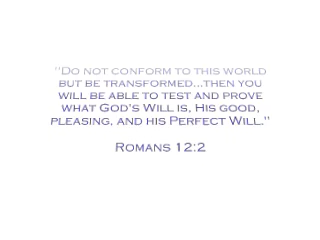 "Do not conform to this world
but be transformed...then you
will be able to test and prove
what God's Will is, His good,
pleasing, and his Perfect Will."
Romans 12:2